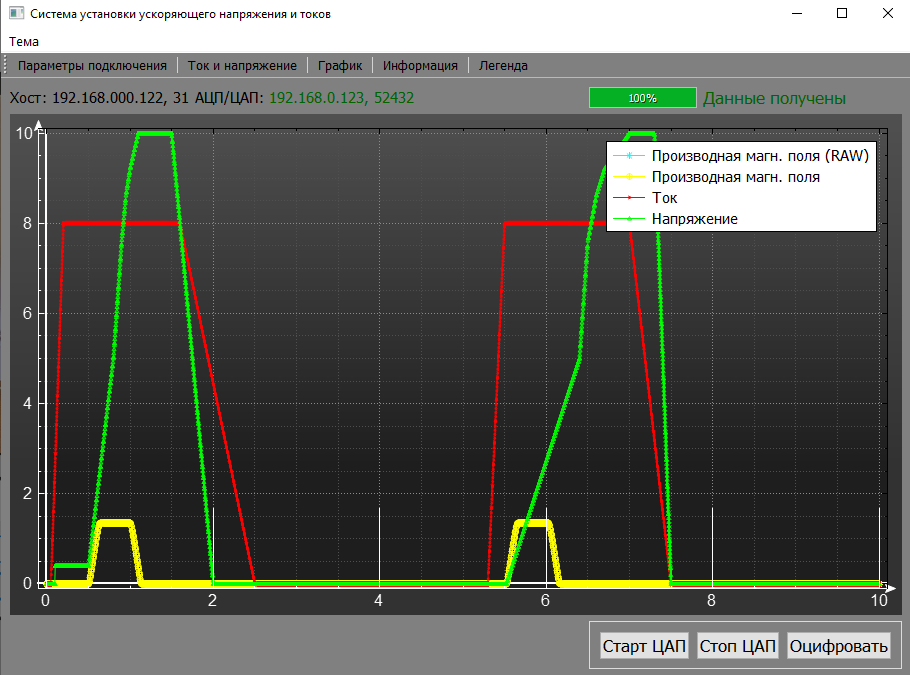 Система установки ускоряющего напряжения и токов
Тема
Параметры подключения Ток и напряжение График Информация Легенда
Хост: 192.168.000.122, 31 АЦП/ЦАП: 192.168.0.123, 52432 100% Данные получены
10
Производная магн. поля (RAW)
Производная магн. поля
Ток
Напряжение
8
6
4
2
0
0 2 4 6 8 10
Старт ЦАП Стоп ЦАП Оцифровать